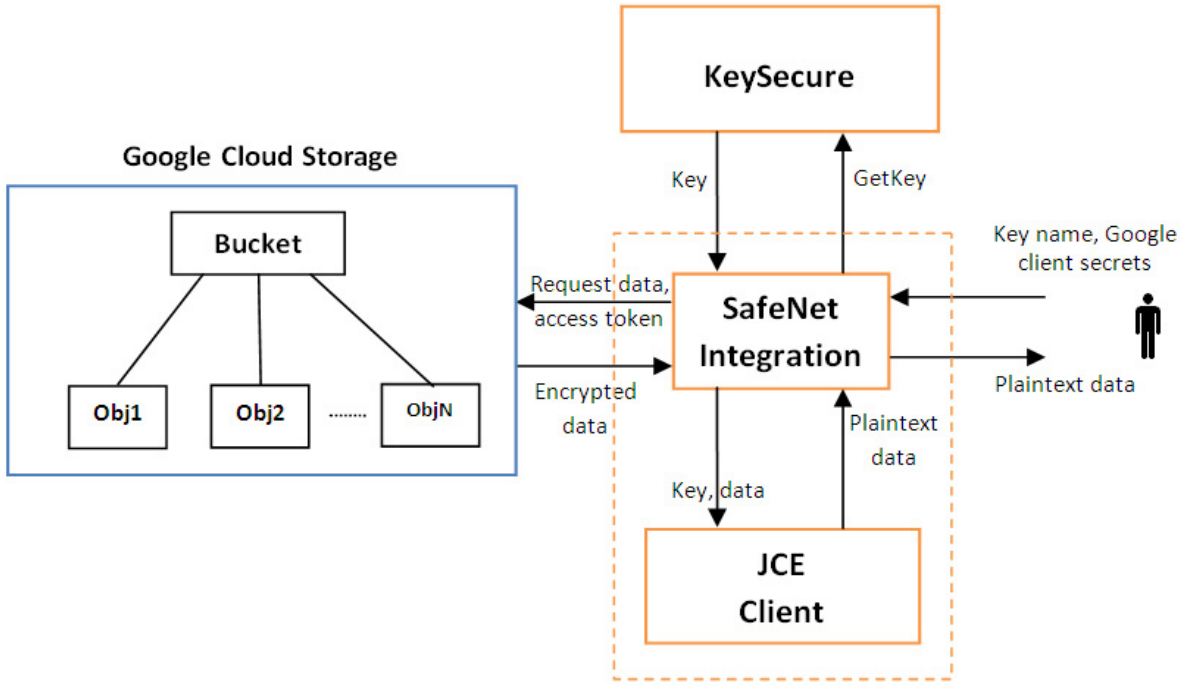 KeySecure
Google Cloud Storage
Key
GetKey
Bucket
Key name, Google
client secrets
Request data,
access token
SafeNet
Integration
Obj1
Obj2
........
ObjN
Encrypted
data
Plaintext data
Plaintext
data
Key, data
JCE
Client